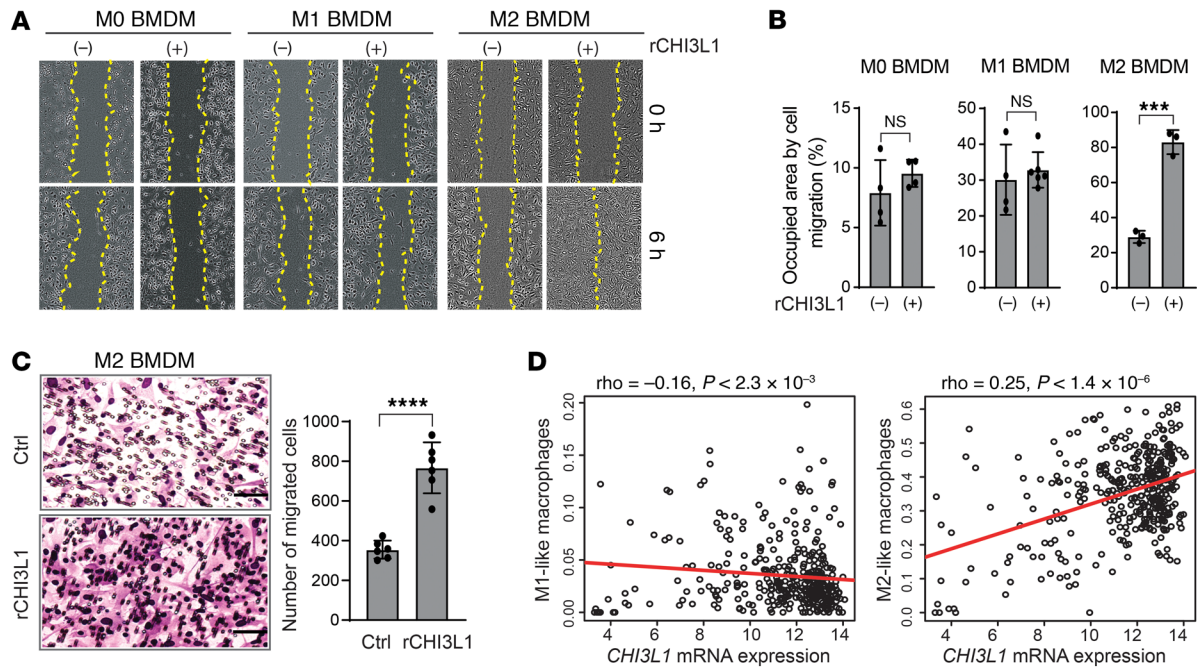 A
M0 BMDM
M1 BMDM
M2 BMDM
(–)
(+)
(–)
(+)
(–)
(+)
rCHI3L1
0 h
6 h
B
M0 BMDM
M1 BMDM
M2 BMDM
Occupied area by cell
migration (%)
15
10
5
0
NS
(–)
(+)
50
40
30
20
10
0
NS
(–)
(+)
100
80
60
40
20
0
***
(–)
(+)
rCHI3L1
C
M2 BMDM
Ctrl
rCHI3L1
Number of migrated cells
1000
800
600
400
200
0
****
Ctrl
rCHI3L1
D
rho = –0.16, P < 2.3 × 10⁻³
M1-like macrophages
0.20
0.15
0.10
0.05
0.00
4
6
8
10
12
14
CHI3L1 mRNA expression
rho = 0.25, P < 1.4 × 10⁻⁶
M2-like macrophages
0.6
0.5
0.4
0.3
0.2
0.1
0.0
4
6
8
10
12
14
CHI3L1 mRNA expression